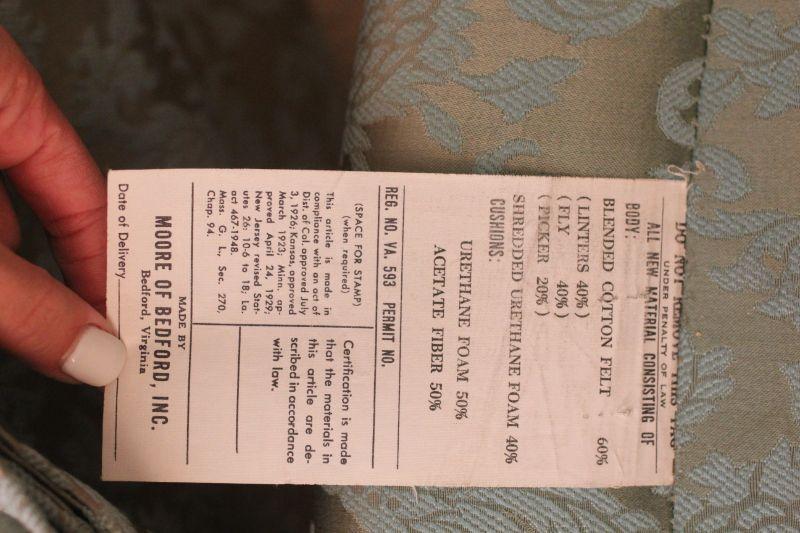 DO NOT REMOVE THIS TAG
UNDER PENALTY OF LAW
ALL NEW MATERIAL CONSISTING OF
BODY:
BLENDED COTTON FELT 60%
(LINTERS 40%)
(FLY 40%)
(PICKER 20%)
SHREDDED URETHANE FOAM 40%
CUSHIONS:
URETHANE FOAM 50%
ACETATE FIBER 50%
REG. NO. VA. 593 PERMIT NO.
(SPACE FOR STAMP)
(when required)
This article is made in
compliance with an act of
Dist. of Cal. approved July
3, 1926; Kansas, approved
March 1923; Minn. ap-
proved April 24, 1929;
New Jersey revised Stat-
utes 26: 10-6 to 18; La.
act 467-1948.
Mass. G. L., Sec. 270,
Chap. 94.
Certification is made
that the materials in
this article are de-
scribed in accordance
with law.
MADE BY
MOORE OF BEDFORD, INC.
Bedford, Virginia
Date of Delivery